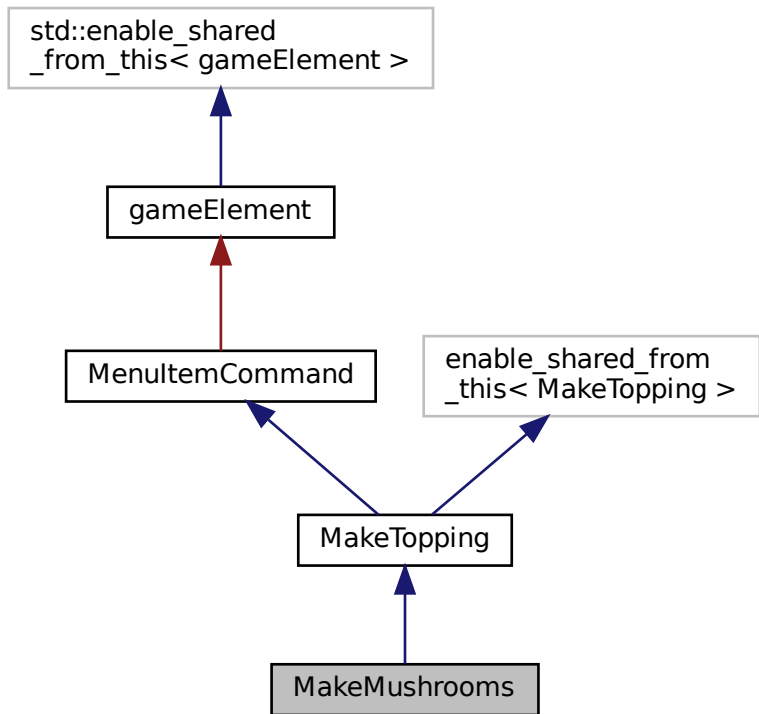 std::enable_shared
_from_this< gameElement >
gameElement
MenuItemCommand
enable_shared_from
_this< MakeTopping >
MakeTopping
MakeMushrooms